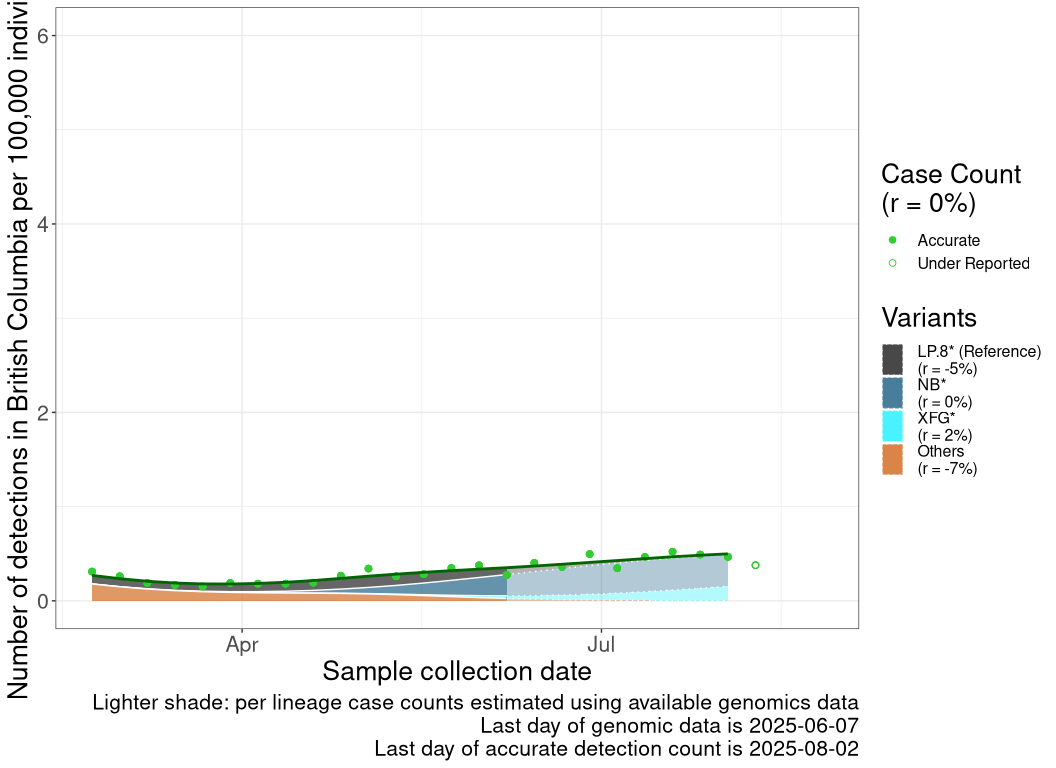 Number of detections in British Columbia per 100,000
6
4
2
0
Apr
Jul
Sample collection date
Lighter shade: per lineage case counts estimated using available genomics data
Last day of genomic data is 2025-06-07
Last day of accurate detection count is 2025-08-02
Case Count
(r = 0%)
Accurate
Under Reported
Variants
LP.8* (Reference)
(r = -5%)
NB*
(r = 0%)
XFG*
(r = 2%)
Others
(r = -7%)